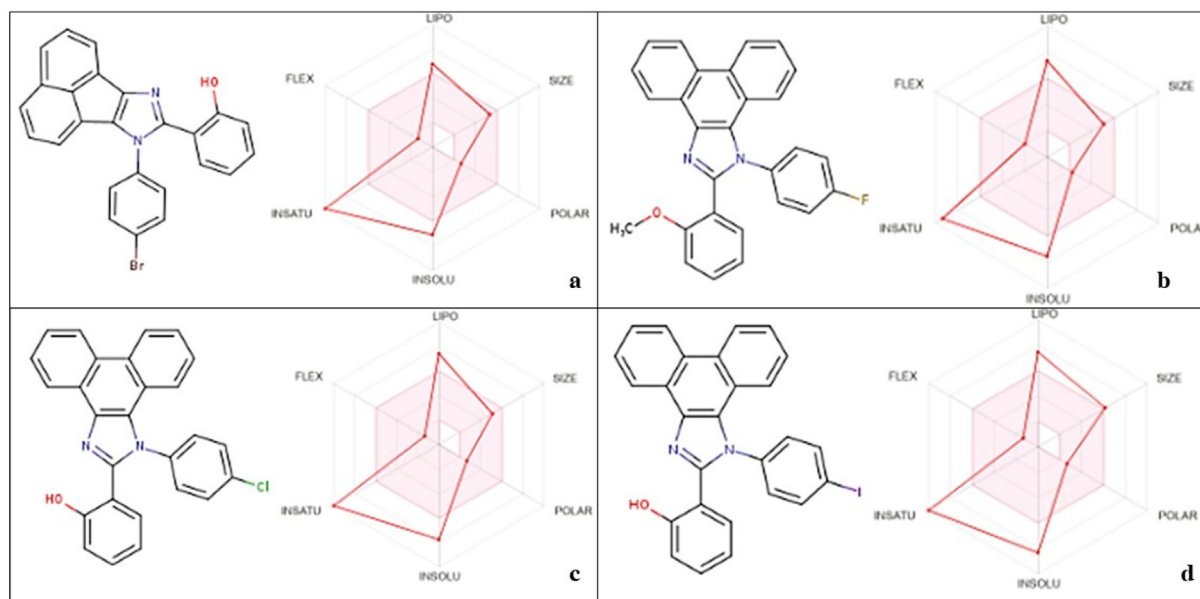 LIPO
FLEX
SIZE
HO
N
N
INSATU
POLAR
Br
INSOLU
a
LIPO
FLEX
SIZE
N
N
F
O
H₃C
INSATU
POLA
INSOLU
b
LIPO
FLEX
SIZE
N
N
HO
Cl
INSATU
POLAR
INSOLU
c
LIPO
FLEX
SIZE
N
N
HO
I
INSATU
POLAR
INSOLU
d